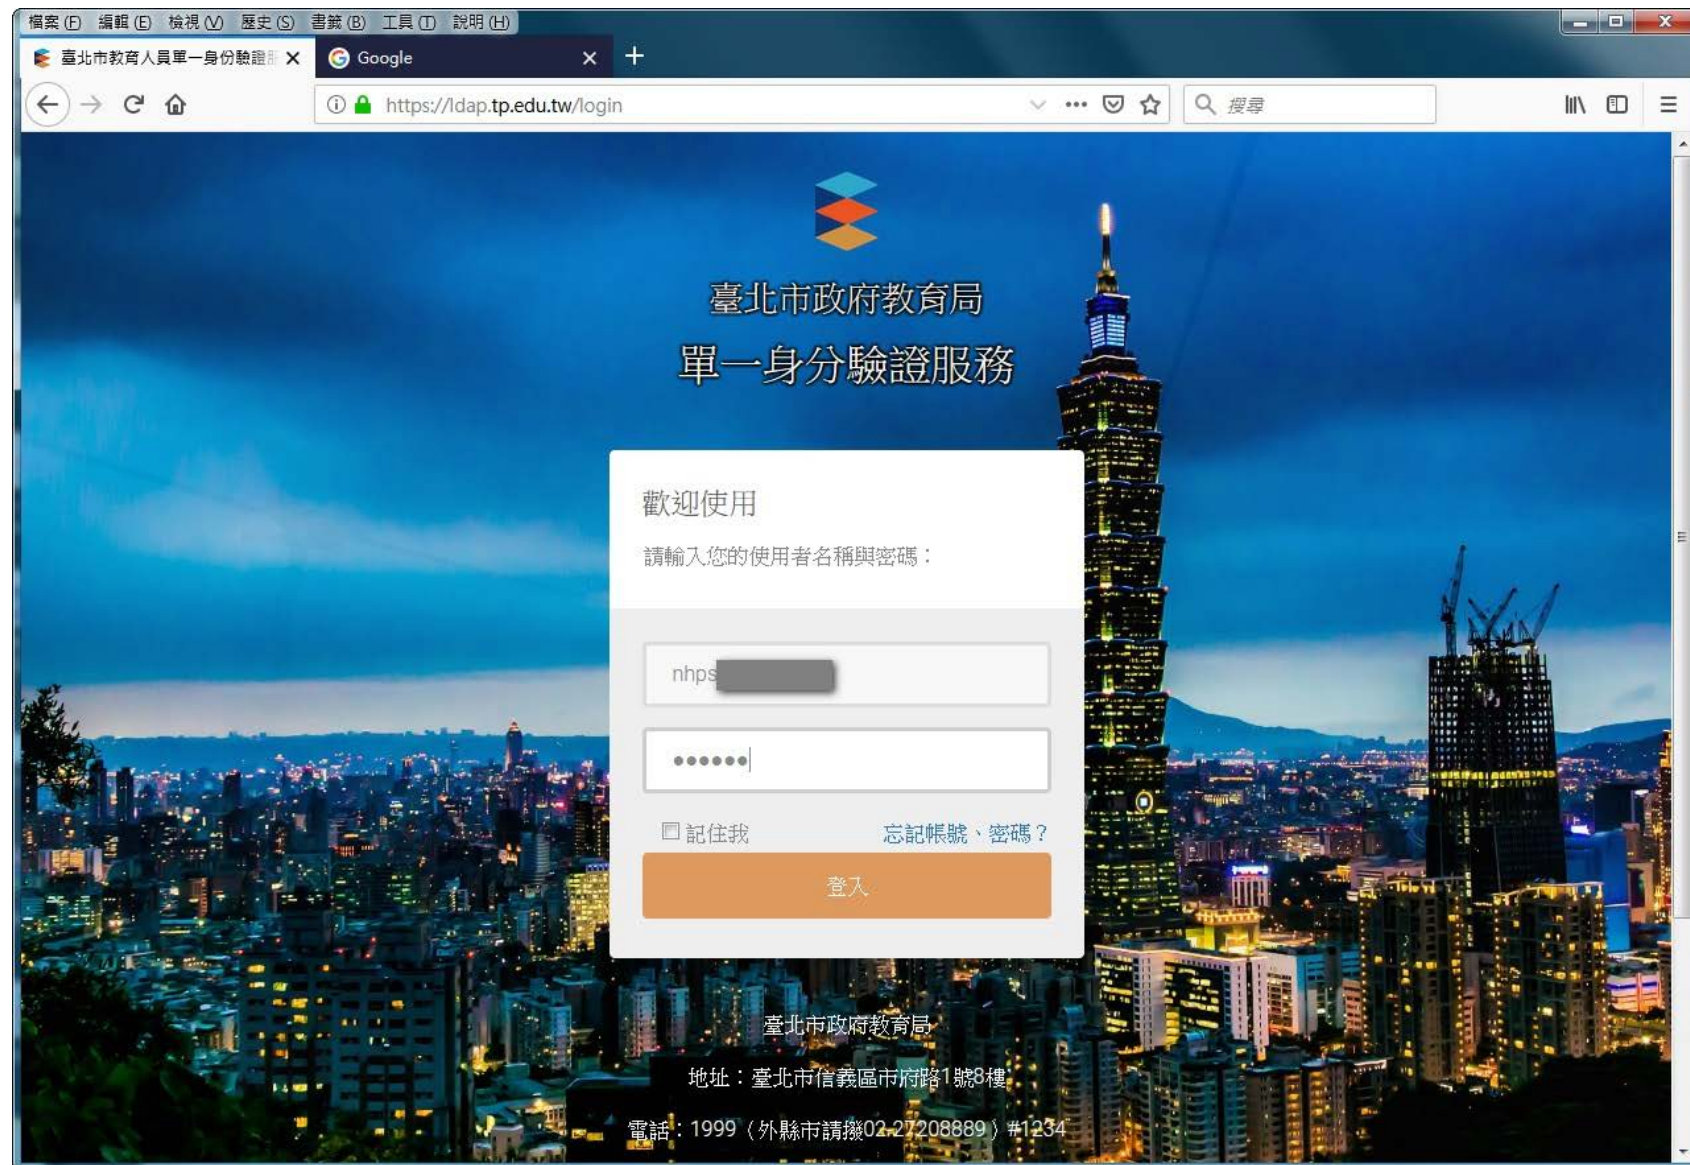 檔案(F) 編輯(E) 檢視(V) 歷史(S) 書籤(B) 工具(T) 說明(H)
臺北市教育人員單一身份驗證 Google
https://ldap.tp.edu.tw/login 搜尋
臺北市政府教育局
單一身分驗證服務
歡迎使用
請輸入您的使用者名稱與密碼：
nhps
●●●●●●
記住我 忘記帳號、密碼？
登入
臺北市政府教育局
地址：臺北市信義區市府路1號8樓
電話：1999（外縣市請撥02-27208889）#1234